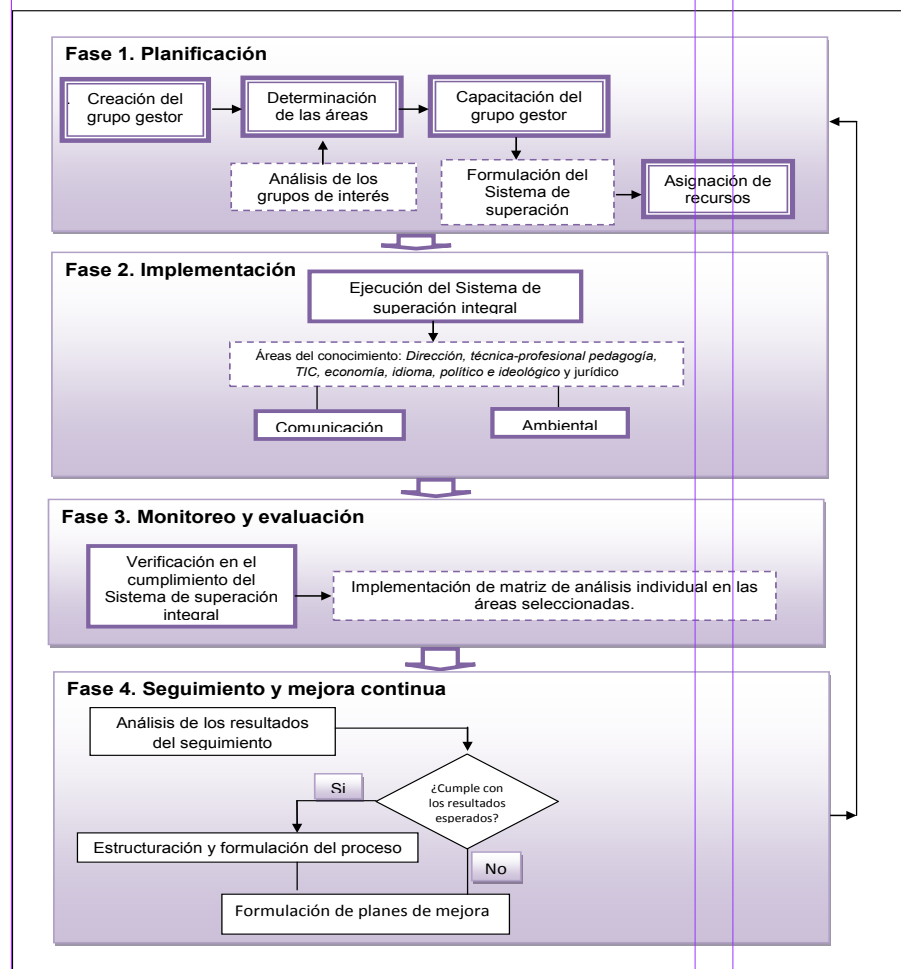 Fase 1. Planificación
Creación del
grupo gestor
Determinación
de las áreas
Capacitación del
grupo gestor
Análisis de los
grupos de interés
Formulación del
Sistema de
superación
Asignación de
recursos
Fase 2. Implementación
Ejecución del Sistema de
superación integral
Áreas del conocimiento: Dirección, técnica-profesional pedagogía,
TIC, economía, idioma, político e ideológico y jurídico
Comunicación
Ambiental
Fase 3. Monitoreo y evaluación
Verificación en el
cumplimiento del
Sistema de superación
integral
Implementación de matriz de análisis individual en las
áreas seleccionadas.
Fase 4. Seguimiento y mejora continua
Análisis de los resultados
del seguimiento
¿Cumple con
los resultados
esperados?
Si
Estructuración y formulación del proceso
No
Formulación de planes de mejora